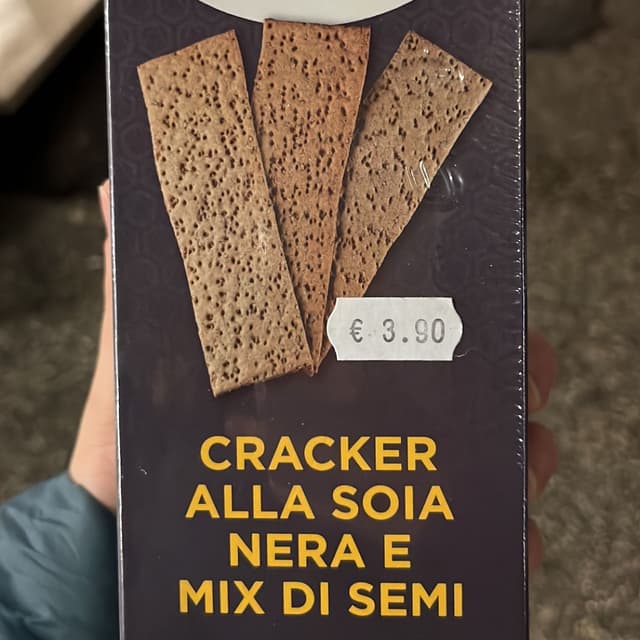 € 3.90
CRACKER
ALLA SOIA
NERA E
MIX DI SEMI